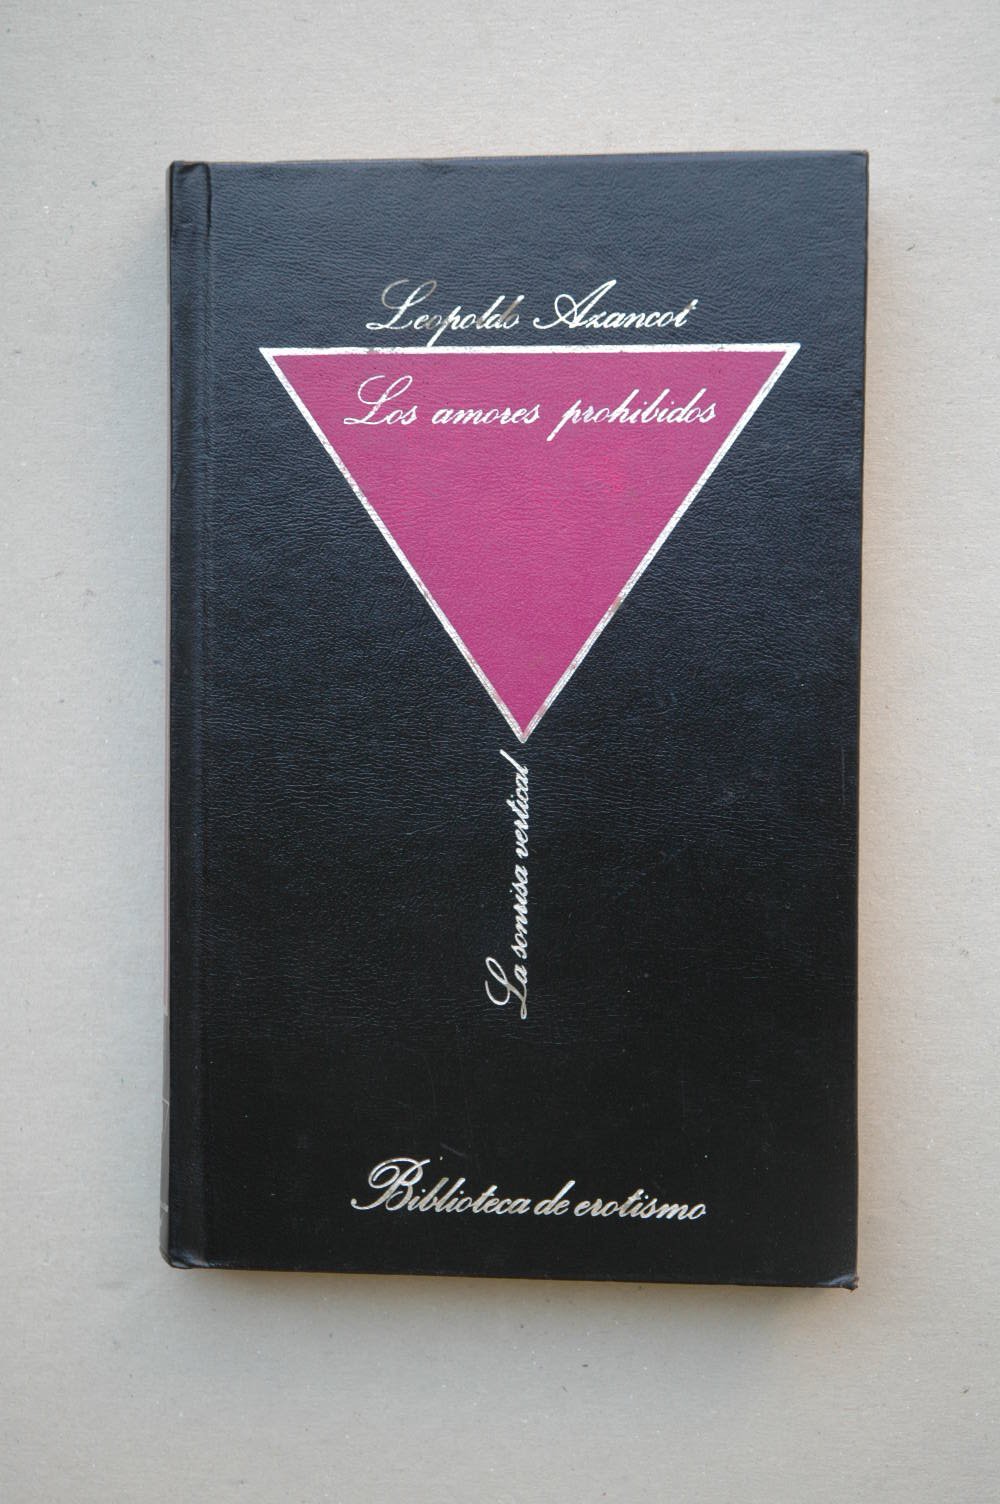 Leopoldo Azancot
Los amores prohibidos
La sonrisa vertical
Biblioteca de erotismo